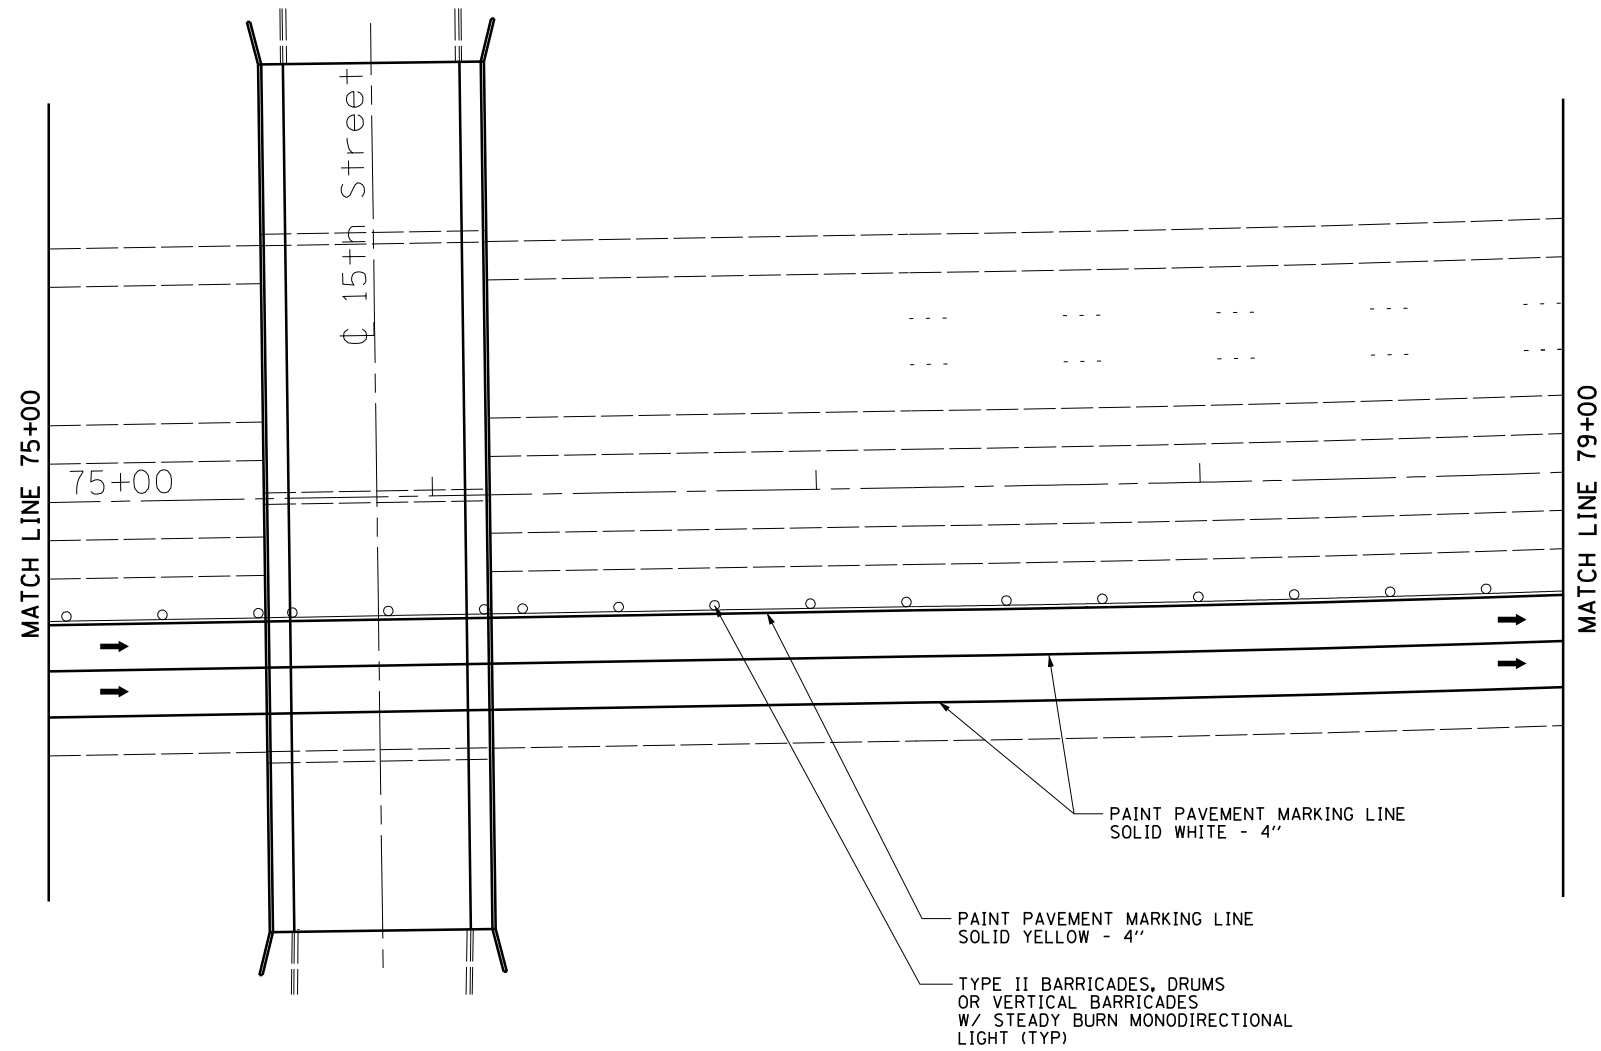 ℄ 15th Street
MATCH LINE 75+00
75+00
MATCH LINE 79+00
PAINT PAVEMENT MARKING LINE
SOLID WHITE - 4''
PAINT PAVEMENT MARKING LINE
SOLID YELLOW - 4''
TYPE II BARRICADES, DRUMS
OR VERTICAL BARRICADES
W/ STEADY BURN MONODIRECTIONAL
LIGHT (TYP)